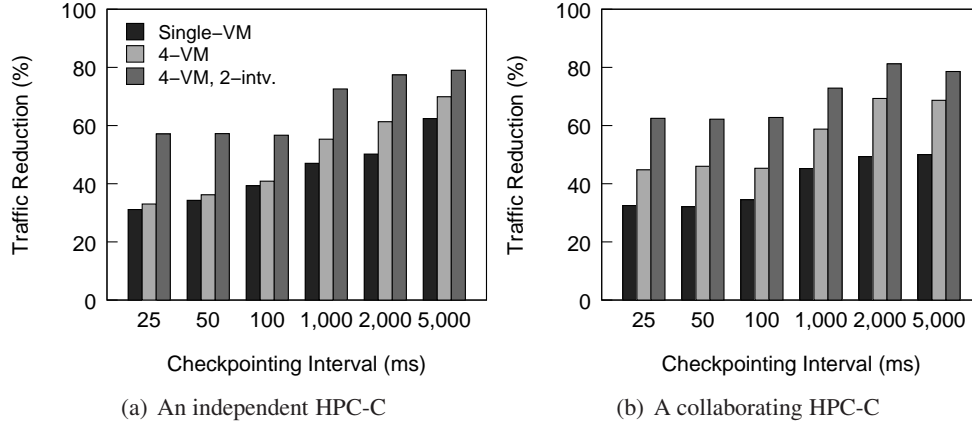 100
80
60
40
20
0
Traffic Reduction (%)
Single−VM
4−VM
4−VM, 2−intv.
25 50 100 1,000 2,000 5,000
Checkpointing Interval (ms)
(a) An independent HPC-C
100
80
60
40
20
0
Traffic Reduction (%)
25 50 100 1,000 2,000 5,000
Checkpointing Interval (ms)
(b) A collaborating HPC-C